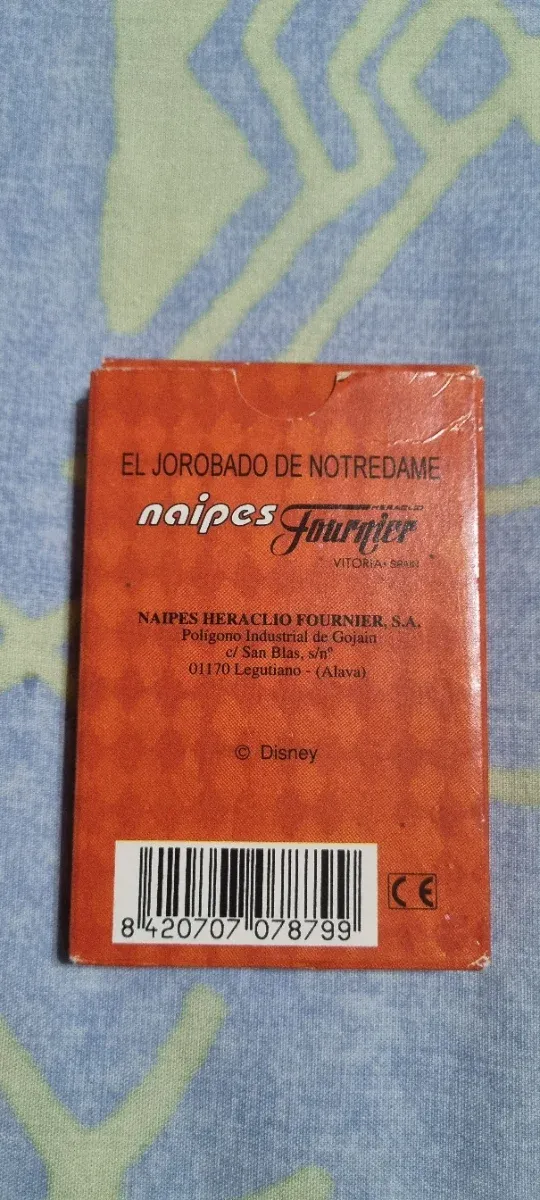 EL JOROBADO DE NOTREDAME
naipes HERACLIO Fournier
VITORIA - SPAIN
NAIPES HERACLIO FOURNIER, S.A.
Polígono Industrial de Gojain
c/ San Blas, s/nº
01170 Legutiano - (Alava)
© Disney
8 420707 078799
CE